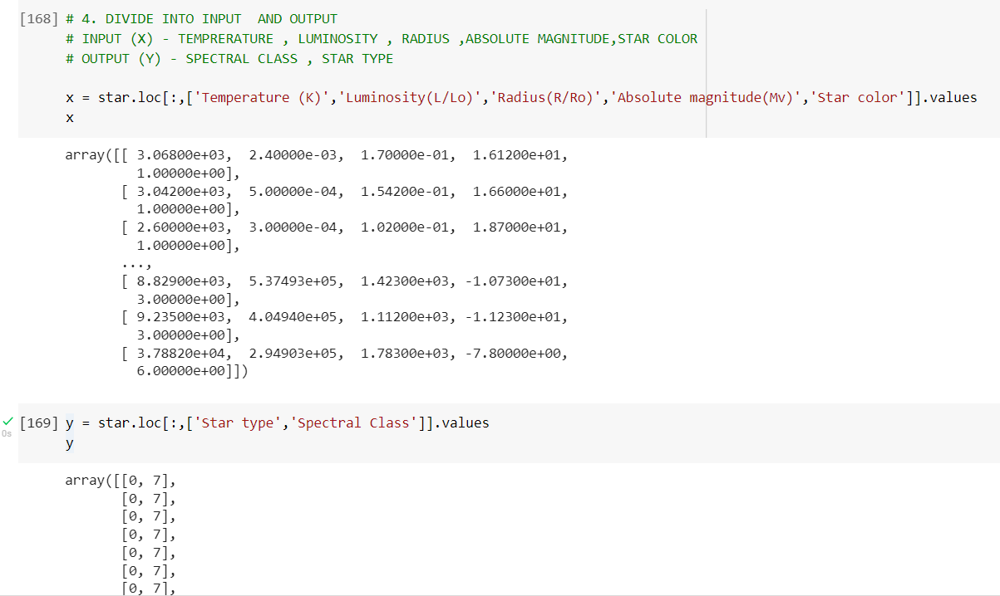 [168] # 4. DIVIDE INTO INPUT  AND OUTPUT
# INPUT (X) - TEMPRERATURE , LUMINOSITY , RADIUS ,ABSOLUTE MAGNITUDE,STAR COLOR
# OUTPUT (Y) - SPECTRAL CLASS , STAR TYPE
x = star.loc[:,['Temperature (K)','Luminosity(L/Lo)','Radius(R/Ro)','Absolute magnitude(Mv)','Star color']].values
x
array([[ 3.06800e+03,  2.40000e-03,  1.70000e-01,  1.61200e+01,
1.00000e+00],
[ 3.04200e+03,  5.00000e-04,  1.54200e-01,  1.66000e+01,
1.00000e+00],
[ 2.60000e+03,  3.00000e-04,  1.02000e-01,  1.87000e+01,
1.00000e+00],
...,
[ 8.82900e+03,  5.37493e+05,  1.42300e+03, -1.07300e+01,
3.00000e+00],
[ 9.23500e+03,  4.04940e+05,  1.11200e+03, -1.12300e+01,
3.00000e+00],
[ 3.78820e+04,  2.94903e+05,  1.78300e+03, -7.80000e+00,
6.00000e+00]])
[169] y = star.loc[:,['Star type','Spectral Class']].values
0s
y
array([[0, 7],
[0, 7],
[0, 7],
[0, 7],
[0, 7],
[0, 7],
[0, 7],